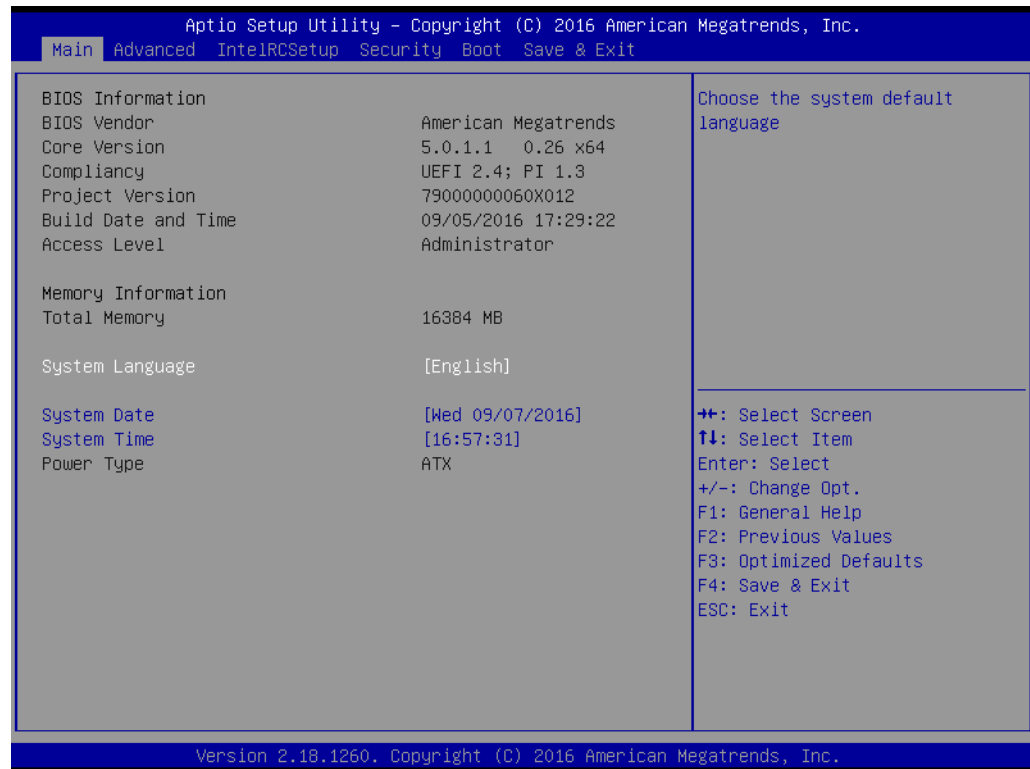 Aptio Setup Utility – Copyright (C) 2016 American Megatrends, Inc.
Main Advanced IntelRCSetup Security Boot Save & Exit
BIOS Information
BIOS Vendor American Megatrends
Core Version 5.0.1.1 0.26 x64
Compliancy UEFI 2.4; PI 1.3
Project Version 79000000060X012
Build Date and Time 09/05/2016 17:29:22
Access Level Administrator
Memory Information
Total Memory 16384 MB
System Language [English]
System Date [Wed 09/07/2016]
System Time [16:57:31]
Power Type ATX
Choose the system default
language
→←: Select Screen
↑↓: Select Item
Enter: Select
+/-: Change Opt.
F1: General Help
F2: Previous Values
F3: Optimized Defaults
F4: Save & Exit
ESC: Exit
Version 2.18.1260. Copyright (C) 2016 American Megatrends, Inc.